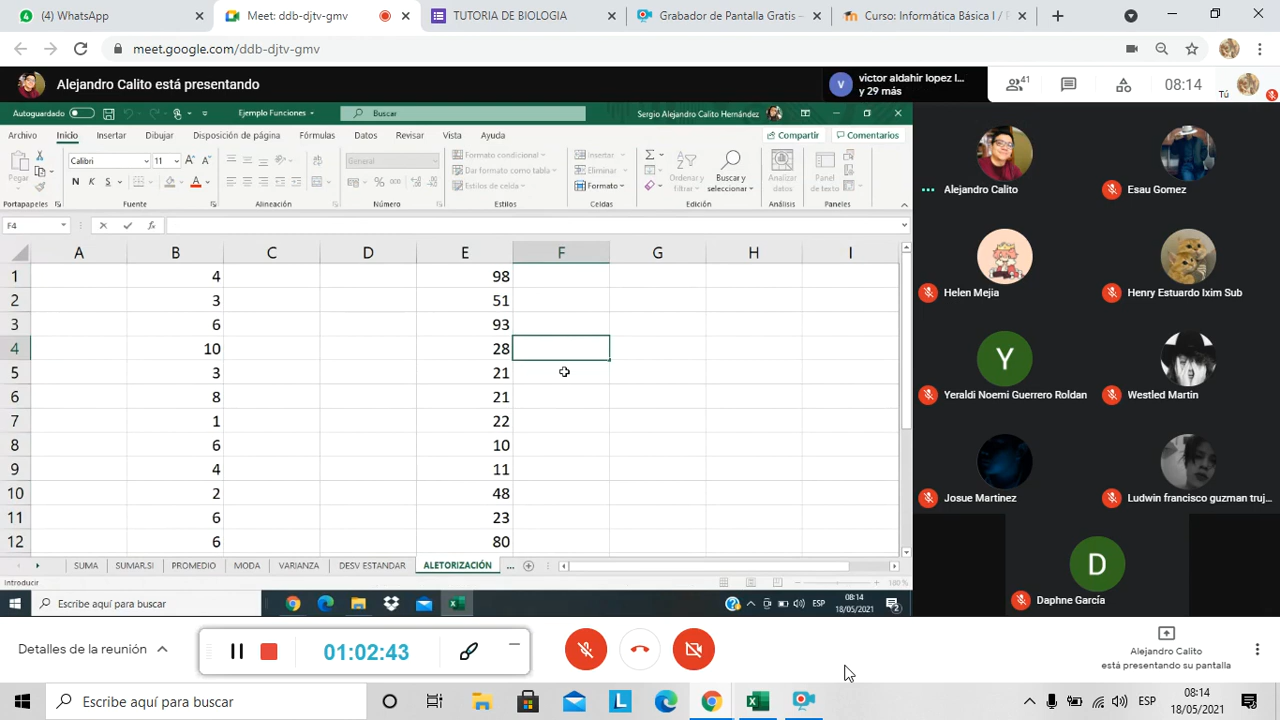 (4) WhatsApp
Meet: ddb-djtv-gmv
TUTORIA DE BIOLOGIA
Grabador de Pantalla Gratis –
Curso: Informática Básica I / P
meet.google.com/ddb-djtv-gmv
Alejandro Calito está presentando
V
victor aldahir lopez l...
y 29 más
41
08:14
Tú
Autoguardado
Ejemplo Funciones
Buscar
Sergio Alejandro Calito Hernández
Archivo Inicio Insertar Dibujar Disposición de página Fórmulas Datos Revisar Vista Ayuda
Compartir
Comentarios
Pegar
Calibri
11
N K S
General
Formato condicional
Dar formato como tabla
Estilos de celda
Insertar
Eliminar
Formato
Ordenar y
filtrar
Buscar y
seleccionar
Analizar
datos
Panel
de texto
Portapapeles Fuente Alineación Número Estilos Celdas Edición Análisis Paneles
F4
fx
A B C D E F G H I
1 4 98
2 3 51
3 6 93
4 10 28
5 3 21
6 8 21
7 1 22
8 6 10
9 4 11
10 2 48
11 6 23
12 6 80
SUMA SUMAR.SI PROMEDIO MODA VARIANZA DESV ESTANDAR ALETORIZACIÓN ...
Introducir
180 %
Escribe aquí para buscar
ESP
08:14
18/05/2021
2
Alejandro Calito
Esau Gomez
Helen Mejia
Henry Estuardo Ixim Sub
Y
Yeraldi Noemi Guerrero Roldan
Westled Martin
Josue Martinez
Ludwin francisco guzman truj...
D
Daphne García
Detalles de la reunión
01:02:43
Alejandro Calito
está presentando su pantalla
Escribe aquí para buscar
L
ESP
08:14
18/05/2021